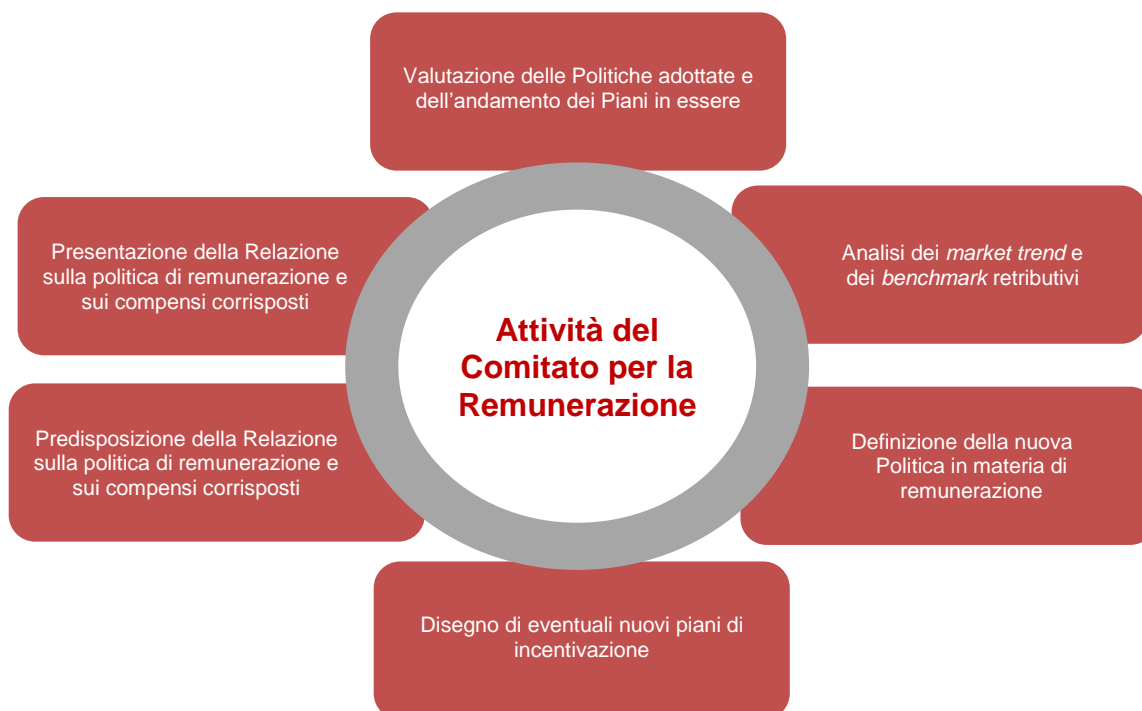 Valutazione delle Politiche adottate e
dell’andamento dei Piani in essere
Presentazione della Relazione
sulla politica di remunerazione e
sui compensi corrisposti
Analisi dei market trend e
dei benchmark retributivi
Attività del
Comitato per la
Remunerazione
Predisposizione della Relazione
sulla politica di remunerazione e
sui compensi corrisposti
Definizione della nuova
Politica in materia di
remunerazione
Disegno di eventuali nuovi piani di
incentivazione